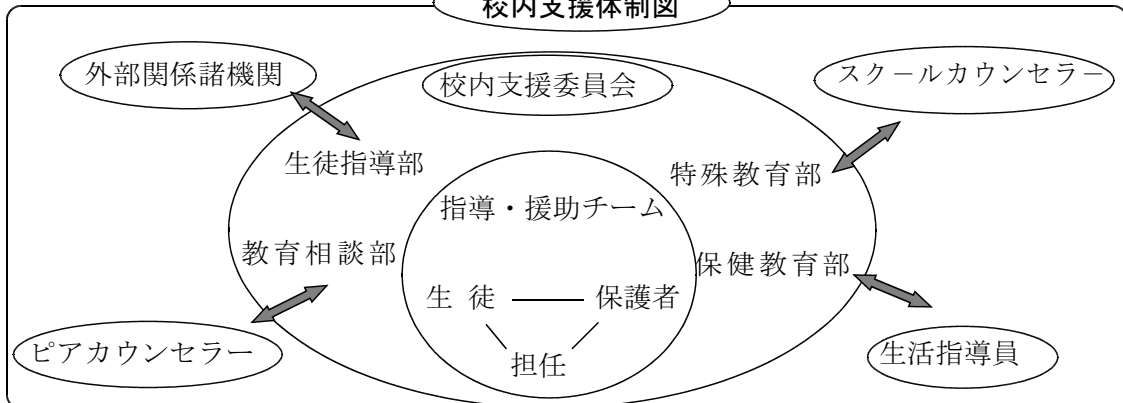 校内支援体制図
外部関係諸機関
校内支援委員会
スク－ルカウンセラ－
生徒指導部
特殊教育部
指導・援助チーム
教育相談部
保健教育部
生徒
保護者
担任
ピアカウンセラー
生活指導員